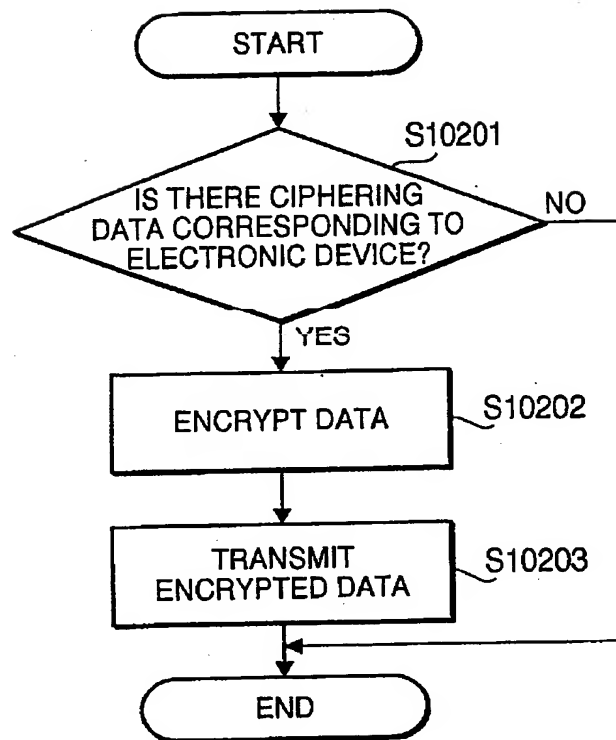 START
S10201
IS THERE CIPHERING
DATA CORRESPONDING TO
ELECTRONIC DEVICE?
NO
YES
ENCRYPT DATA
S10202
TRANSMIT
ENCRYPTED DATA
S10203
END